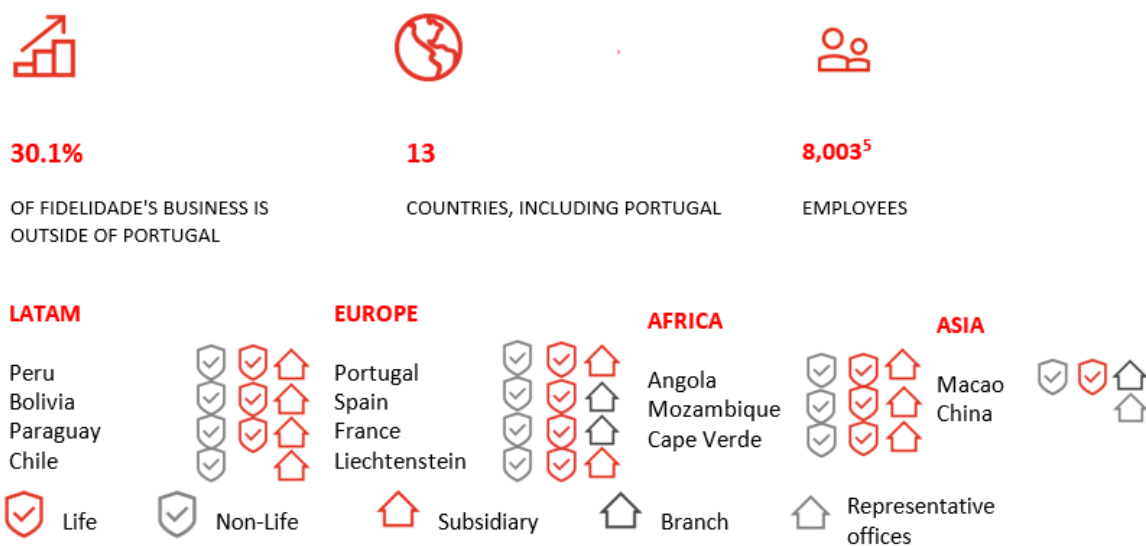 30.1%
OF FIDELIDADE'S BUSINESS IS
OUTSIDE OF PORTUGAL
13
COUNTRIES, INCLUDING PORTUGAL
8,003⁵
EMPLOYEES
LATAM
Peru
Bolivia
Paraguay
Chile
EUROPE
Portugal
Spain
France
Liechtenstein
AFRICA
Angola
Mozambique
Cape Verde
ASIA
Macao
China
Life
Non-Life
Subsidiary
Branch
Representative
offices